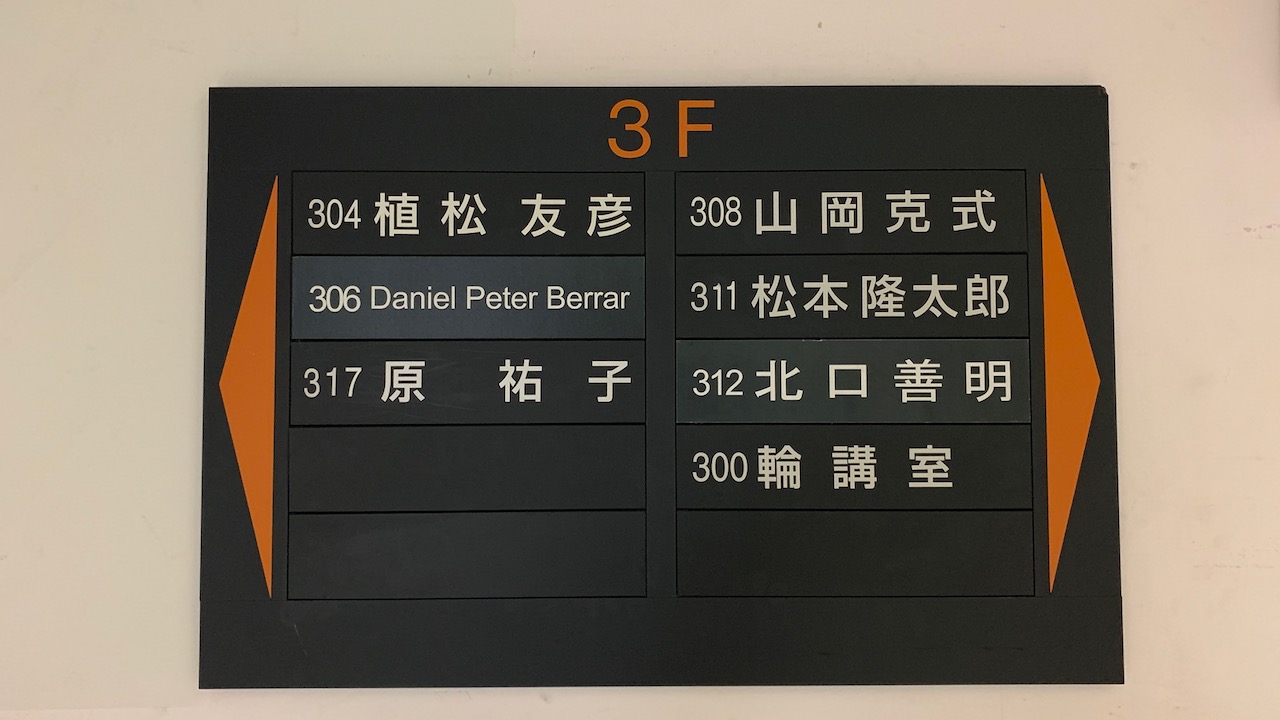 3F
304 植松 友彦
306 Daniel Peter Berrar
317 原 祐子
308 山岡克式
311 松本隆太郎
312 北口善明
300 輪講室